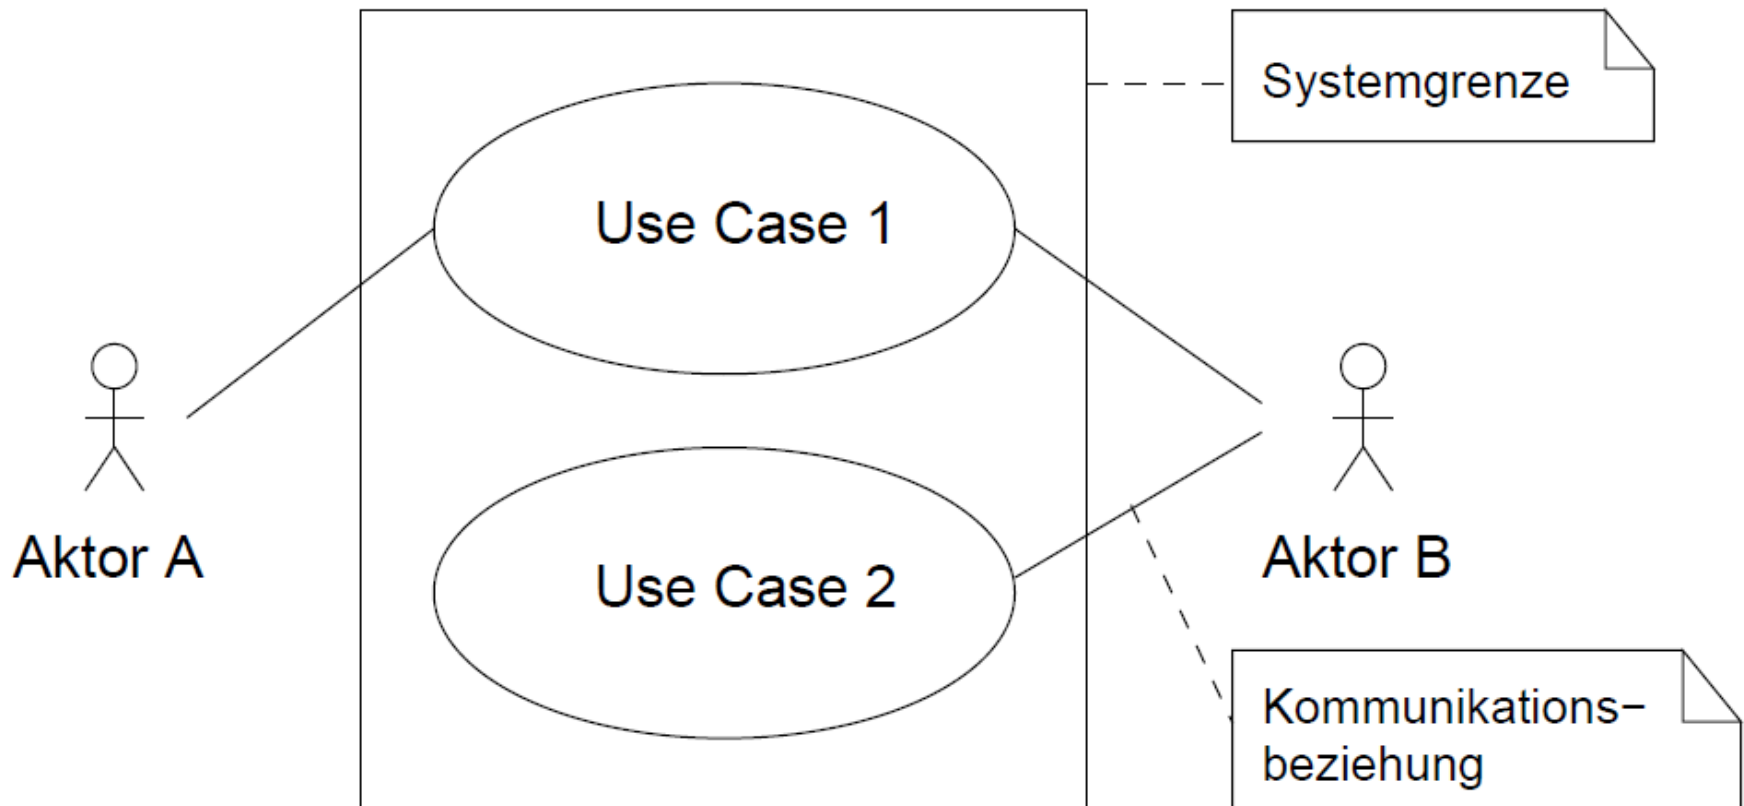 Systemgrenze
Use Case 1
Aktor A
Aktor B
Use Case 2
Kommunikations−
beziehung